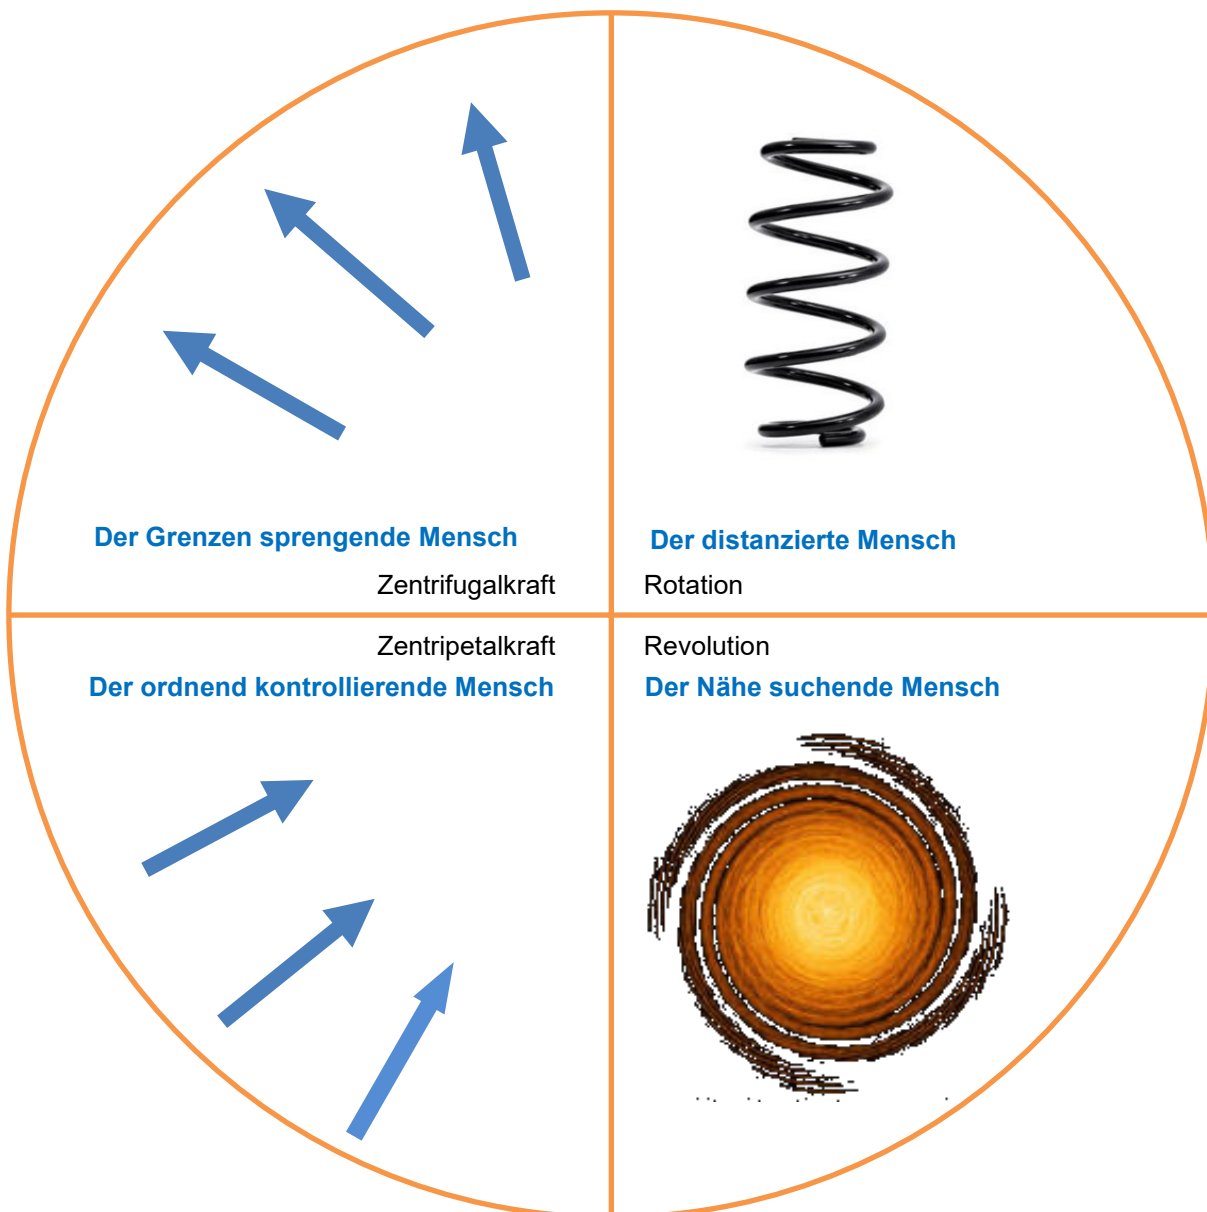 Der Grenzen sprengende Mensch
Zentrifugalkraft
Der distanzierte Mensch
Rotation
Zentripetalkraft
Der ordnend kontrollierende Mensch
Revolution
Der Nähe suchende Mensch